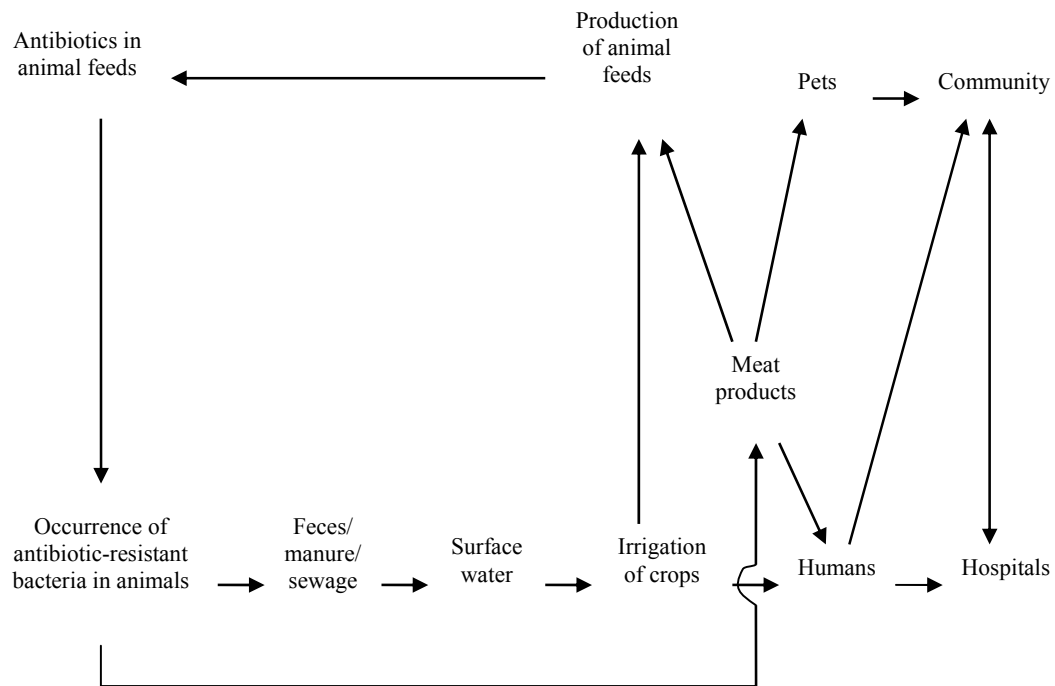 Antibiotics in
animal feeds
Production
of animal
feeds
Pets
Community
Meat
products
Occurrence of
antibiotic-resistant
bacteria in animals
Feces/
manure/
sewage
Surface
water
Irrigation
of crops
Humans
Hospitals